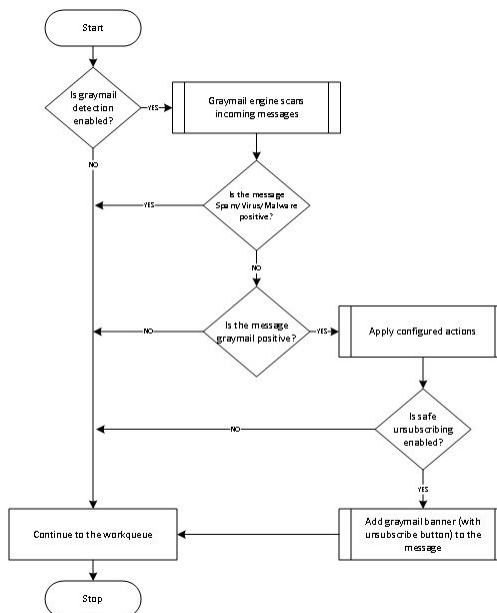 Start
Is graymail
detection
enabled?
YES
Graymail engine scans
incoming messages
NO
Is the message
Spam/Virus/Malware
positive?
YES
NO
Is the message
graymail positive?
NO
YES
Apply configured actions
Is safe
unsubscribing
enabled?
NO
YES
Continue to the workqueue
Add graymail banner (with
unsubscribe button) to the
message
Stop